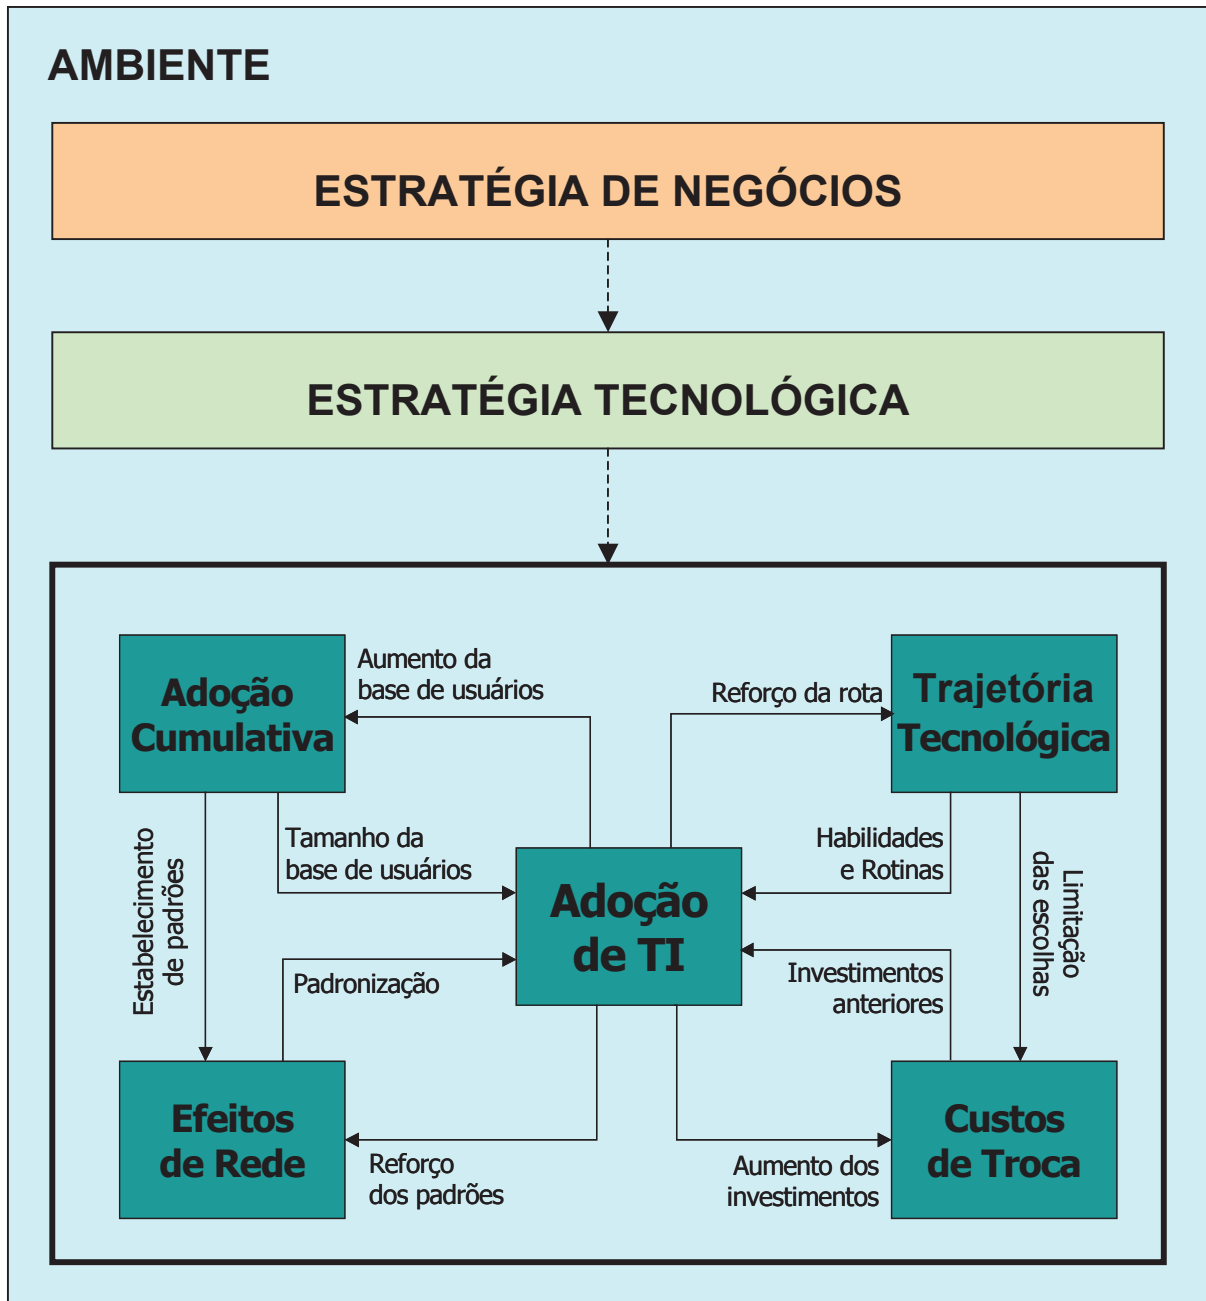 AMBIENTE
ESTRATÉGIA DE NEGÓCIOS
ESTRATÉGIA TECNOLÓGICA
Adoção
Cumulativa
Aumento da
base de usuários
Reforço da rota
Trajetória
Tecnológica
Estabelecimento
de padrões
Tamanho da
base de usuários
Adoção
de TI
Habilidades
e Rotinas
Limitação
das escolhas
Padronização
Investimentos
anteriores
Efeitos
de Rede
Reforço
dos padrões
Aumento dos
investimentos
Custos
de Troca